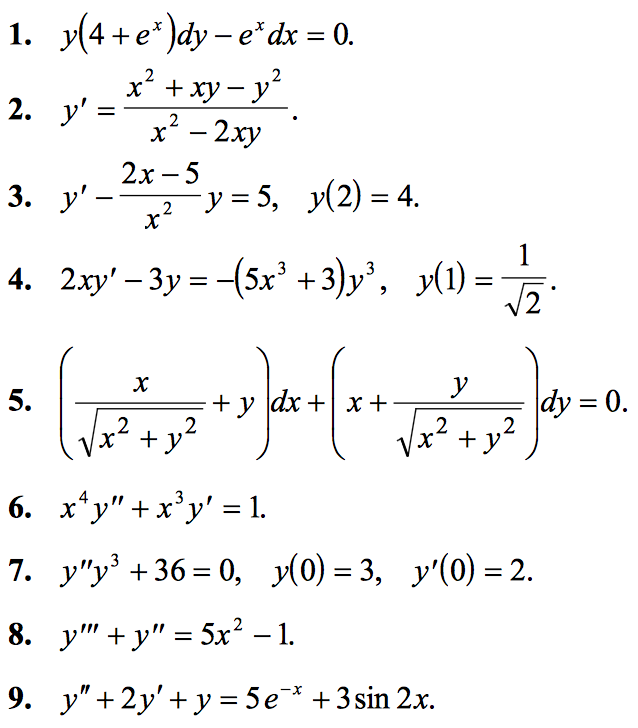 1. y(4 + e^x)dy − e^x dx = 0.
2. y′ = (x² + xy − y²)/(x² − 2xy).
3. y′ − (2x − 5)/x² y = 5, y(2) = 4.
4. 2xy′ − 3y = −(5x³ + 3)y³, y(1) = 1/√2.
5. (x/√(x² + y²) + y)dx + (x + y/√(x² + y²))dy = 0.
6. x⁴y″ + x³y′ = 1.
7. y″y³ + 36 = 0, y(0) = 3, y′(0) = 2.
8. y‴ + y″ = 5x² − 1.
9. y″ + 2y′ + y = 5e^−x + 3 sin 2x.